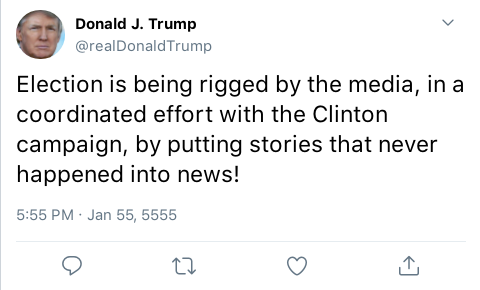 Donald J. Trump
@realDonaldTrump
Election is being rigged by the media, in a
coordinated effort with the Clinton
campaign, by putting stories that never
happened into news!
5:55 PM · Jan 55, 5555